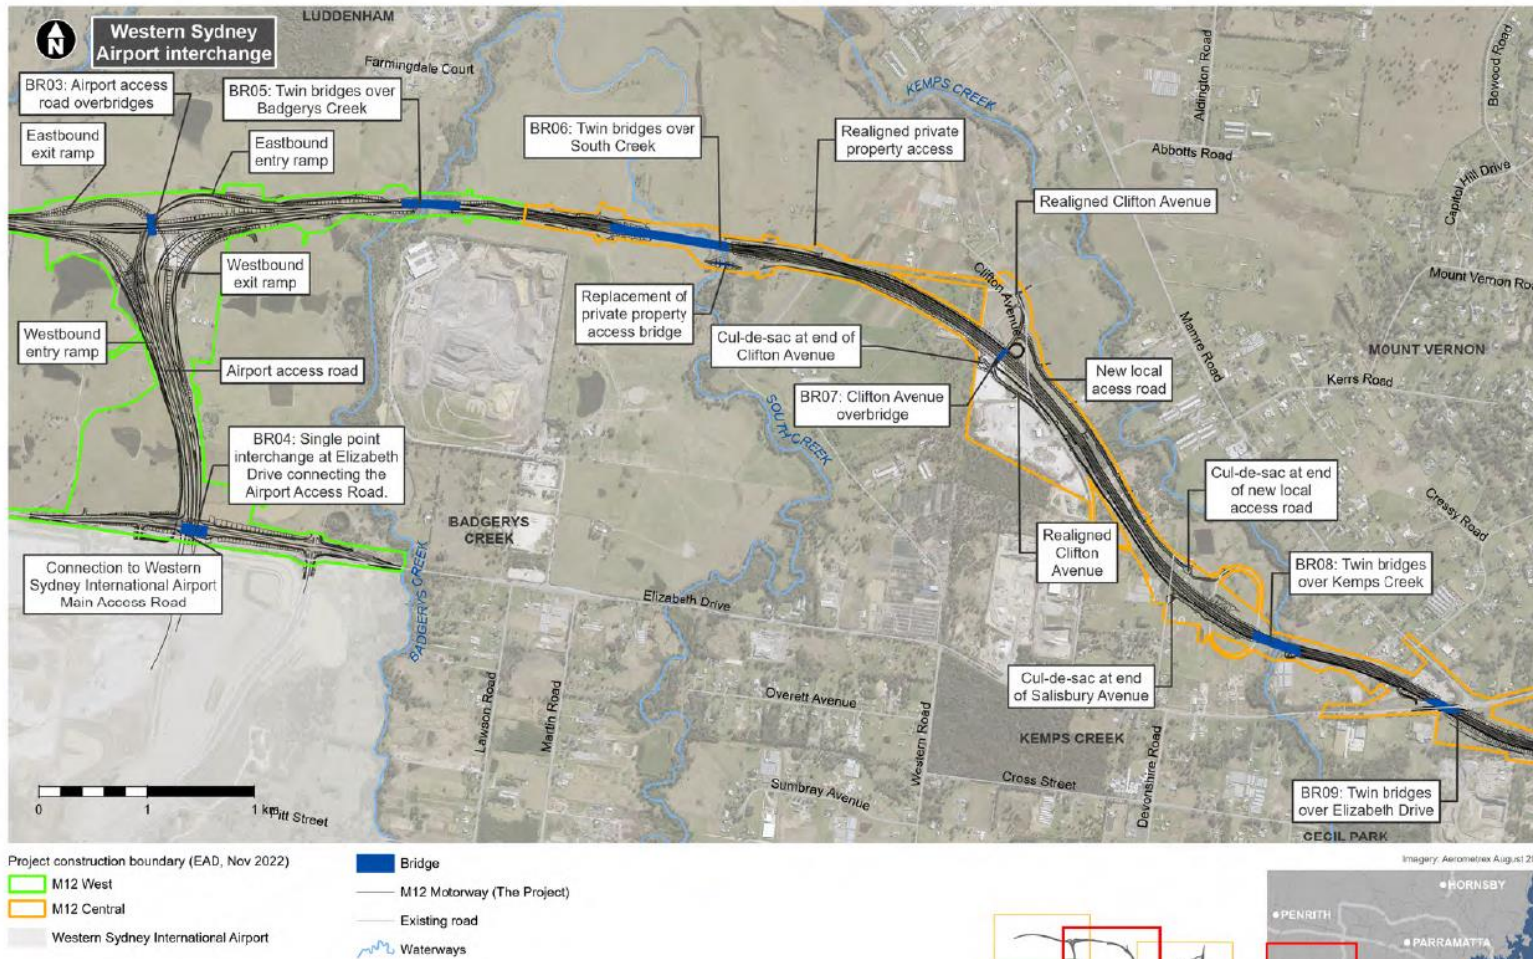 LUDDENHAM
N
Western Sydney
Airport interchange
Farmingdale Court
BR03: Airport access
road overbridges
BR05: Twin bridges over
Badgerys Creek
KEMPS CREEK
Aldington Road
Bowood Road
Eastbound
exit ramp
Eastbound
entry ramp
BR06: Twin bridges over
South Creek
Realigned private
property access
Abbotts Road
Capitol Hill Drive
Realigned Clifton Avenue
Westbound
exit ramp
Clifton Avenue
Mount Vernon Roa
Replacement of
private property
access bridge
Cul-de-sac at end of
Clifton Avenue
Mamre Road
Westbound
entry ramp
MOUNT VERNON
Airport access road
New local
acess road
Kerrs Road
BR07: Clifton Avenue
overbridge
SOUTH CREEK
BR04: Single point
interchange at Elizabeth
Drive connecting the
Airport Access Road.
Cul-de-sac at end
of new local
access road
Cressy Road
BADGERYS
CREEK
Realigned
Clifton
Avenue
Connection to Western
Sydney International Airport
Main Access Road
BADGERYS CREEK
BR08: Twin bridges
over Kemps Creek
Elizabeth Drive
Cul-de-sac at end
of Salisbury Avenue
Lawson Road
Martin Road
Overett Avenue
Western Road
KEMPS CREEK
Devonshire Road
Cross Street
Sumbray Avenue
BR09: Twin bridges
over Elizabeth Drive
0 1 1 km
Pitt Street
CECIL PARK
Imagery: Aerometrex August 20
Project construction boundary (EAD, Nov 2022)
M12 West
M12 Central
Western Sydney International Airport
Bridge
M12 Motorway (The Project)
Existing road
Waterways
HORNSBY
PENRITH
PARRAMATTA